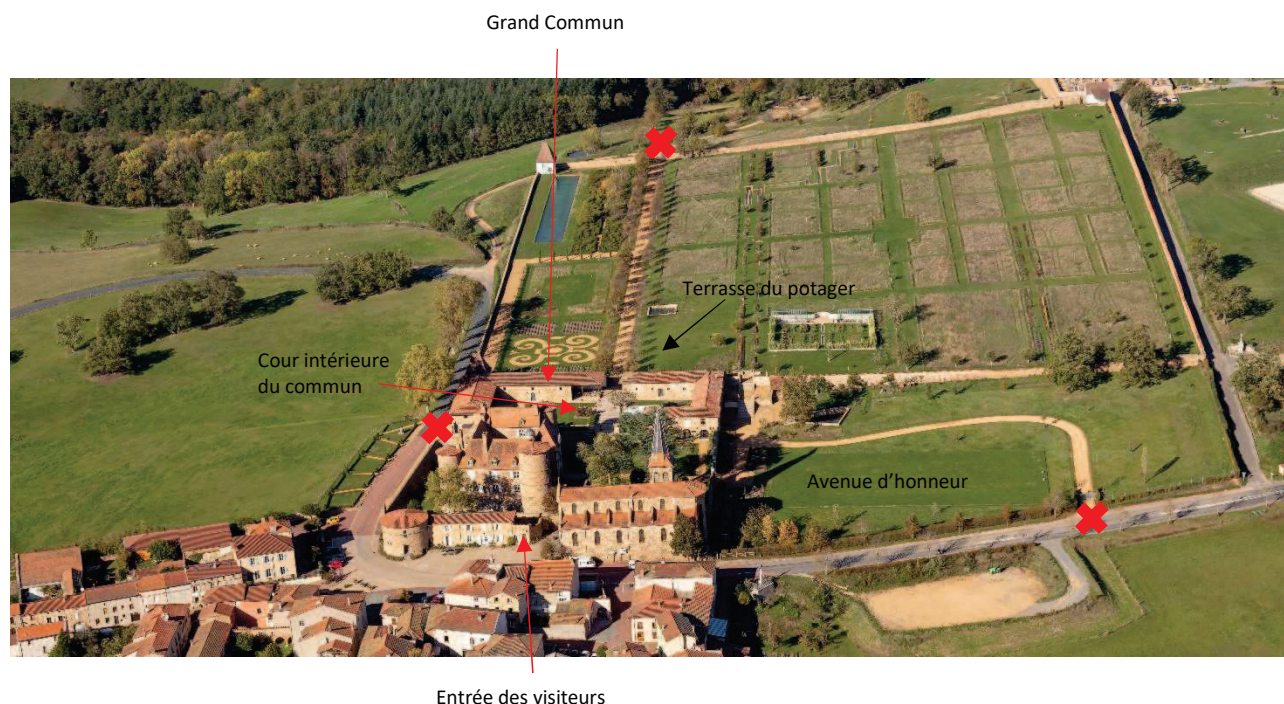 Grand Commun
Terrasse du potager
Cour intérieure
du commun
Avenue d’honneur
Entrée des visiteurs